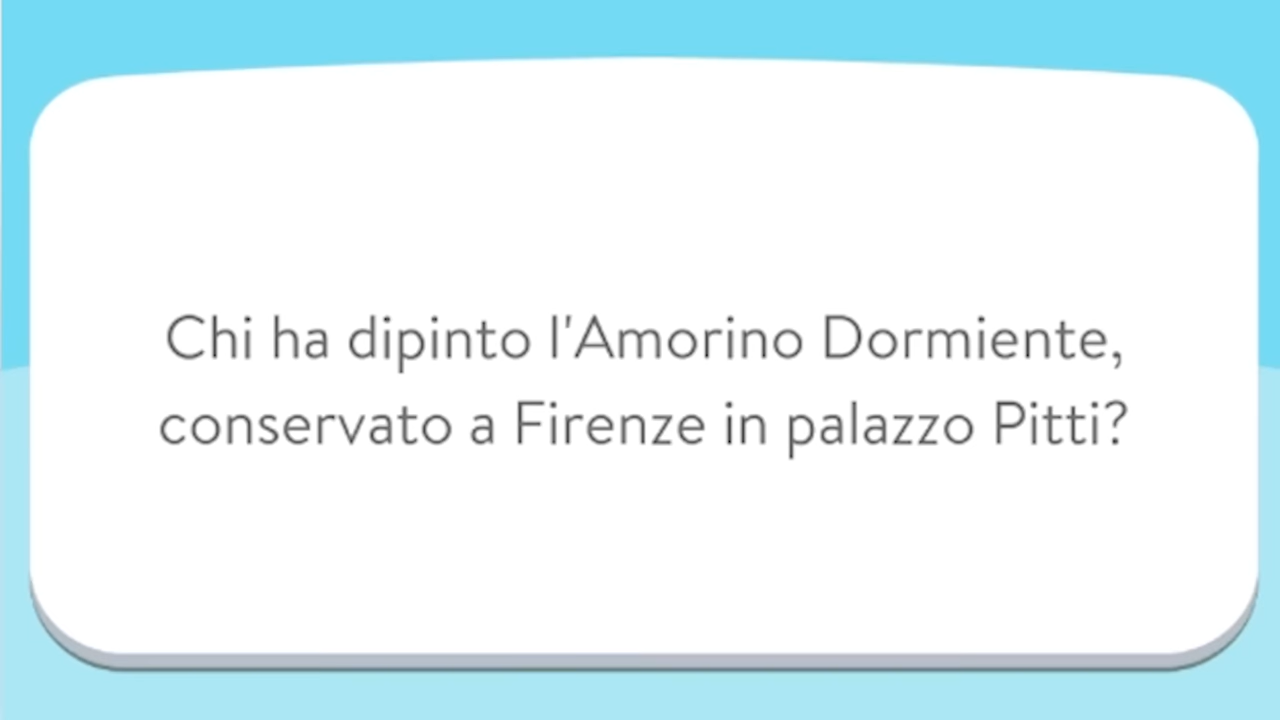 Chi ha dipinto l'Amorino Dormiente,
conservato a Firenze in palazzo Pitti?